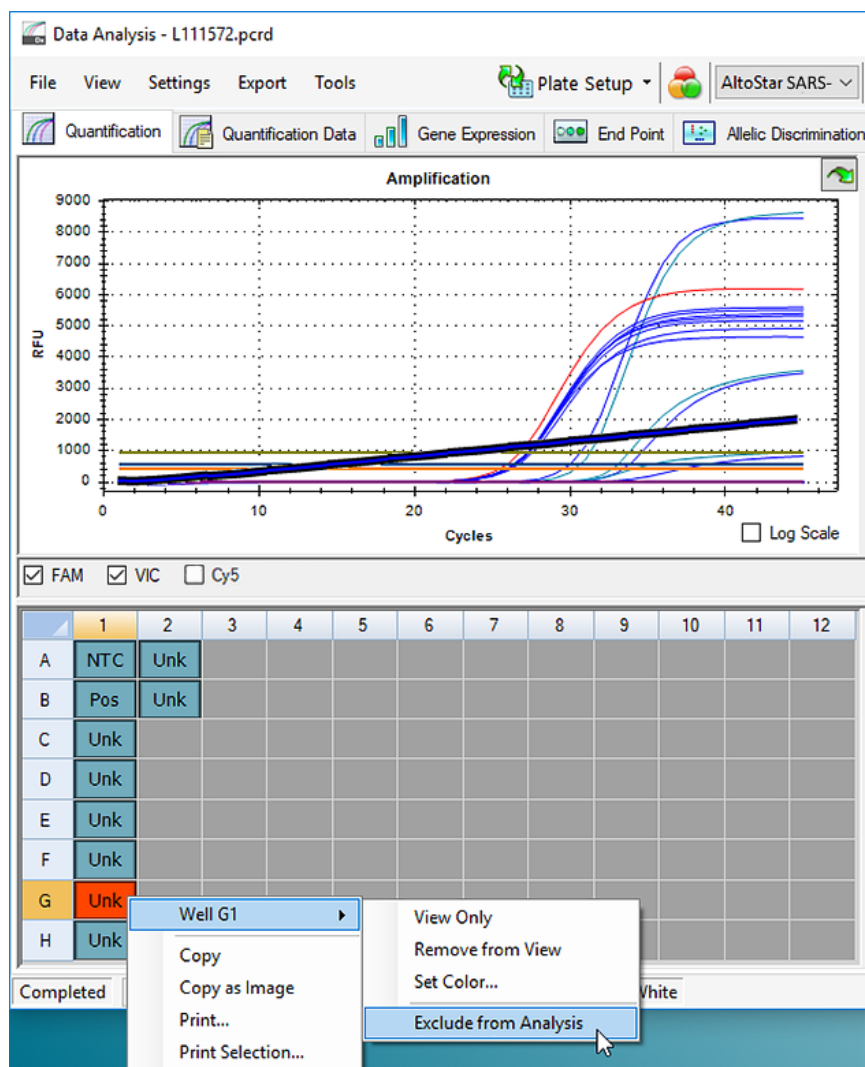 Data Analysis - L111572.pcrd
File View Settings Export Tools Plate Setup AltoStar SARS-
Quantification Quantification Data Gene Expression End Point Allelic Discrimination
Amplification
9000
8000
7000
6000
5000
4000
3000
2000
1000
0
RFU
0 10 20 30 40
Cycles
Log Scale
FAM VIC Cy5
1 2 3 4 5 6 7 8 9 10 11 12
A NTC Unk
B Pos Unk
C Unk
D Unk
E Unk
F Unk
G Unk
H Unk
Well G1
Copy
Copy as Image
Print...
Print Selection...
View Only
Remove from View
Set Color...
Exclude from Analysis
Completed